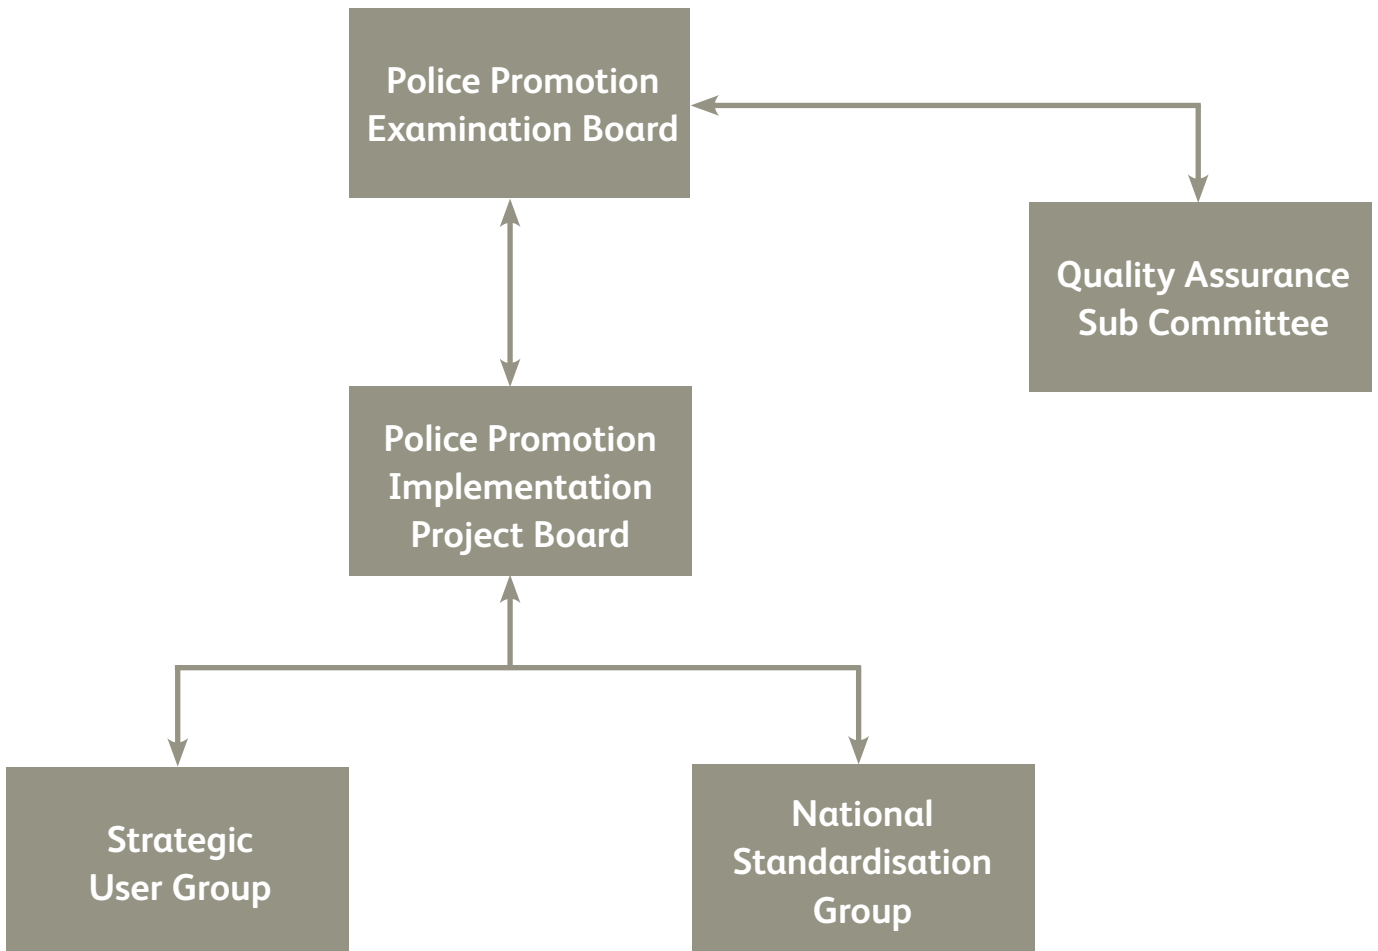 Police Promotion
Examination Board
Quality Assurance
Sub Committee
Police Promotion
Implementation
Project Board
Strategic
User Group
National
Standardisation
Group